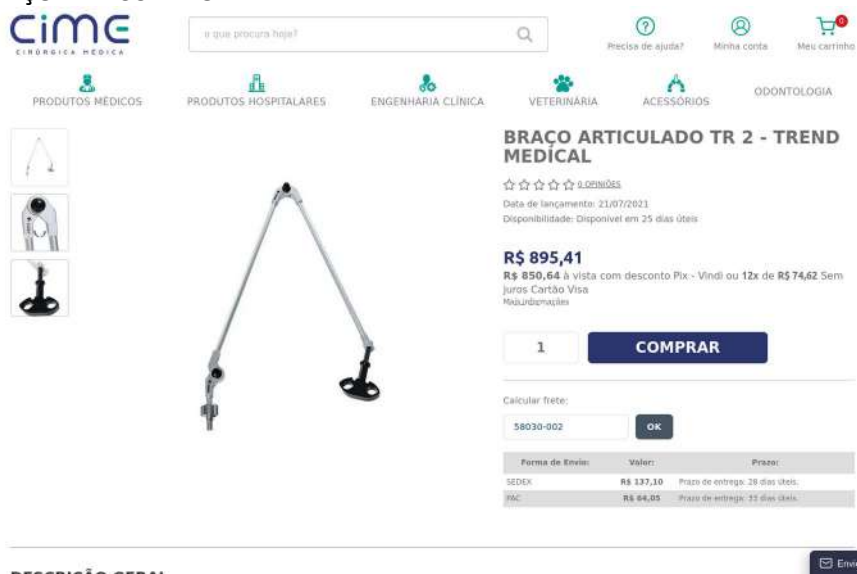 CiME
CIRÚRGICA MÉDICA
o que procura hoje?
Precisa de ajuda?
Minha conta
0
Meu carrinho
PRODUTOS MÉDICOS
PRODUTOS HOSPITALARES
ENGENHARIA CLÍNICA
VETERINÁRIA
ACESSÓRIOS
ODONTOLOGIA
BRAÇO ARTICULADO TR 2 - TREND
MEDICAL
0 OPINIÕES
Data de lançamento: 21/07/2021
Disponibilidade: Disponível em 25 dias úteis
R$ 895,41
R$ 850,64 à vista com desconto Pix - Vindi ou 12x de R$ 74,62 Sem
juros Cartão Visa
Mais informações
1
COMPRAR
Calcular frete:
58030-002
OK
Forma de Envio: Valor: Prazo:
SEDEX R$ 137,10 Prazo de entrega: 28 dias úteis.
PAC R$ 64,05 Prazo de entrega: 33 dias úteis.
DESCRIÇÃO GERAL